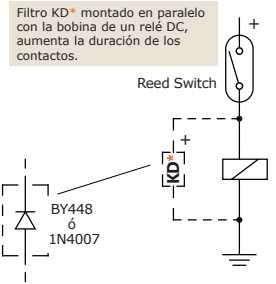 Filtro KD* montado en paralelo
con la bobina de un relé DC,
aumenta la duración de los
contactos.
+
Reed Switch
+
KD*
BY448
ó
1N4007